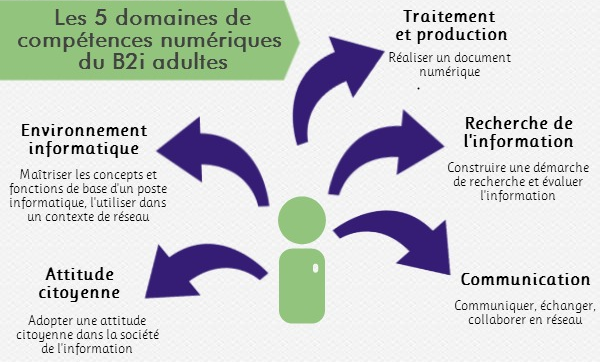 Les 5 domaines de
compétences numériques
du B2i adultes
Traitement
et production
Réaliser un document
numérique
Environnement
informatique
Maîtriser les concepts et
fonctions de base d'un poste
informatique, l'utiliser dans
un contexte de réseau
Recherche de
l'information
Construire une démarche
de recherche et évaluer
l'information
Attitude
citoyenne
Adopter une attitude
citoyenne dans la société
de l'information
Communication
Communiquer, échanger,
collaborer en réseau